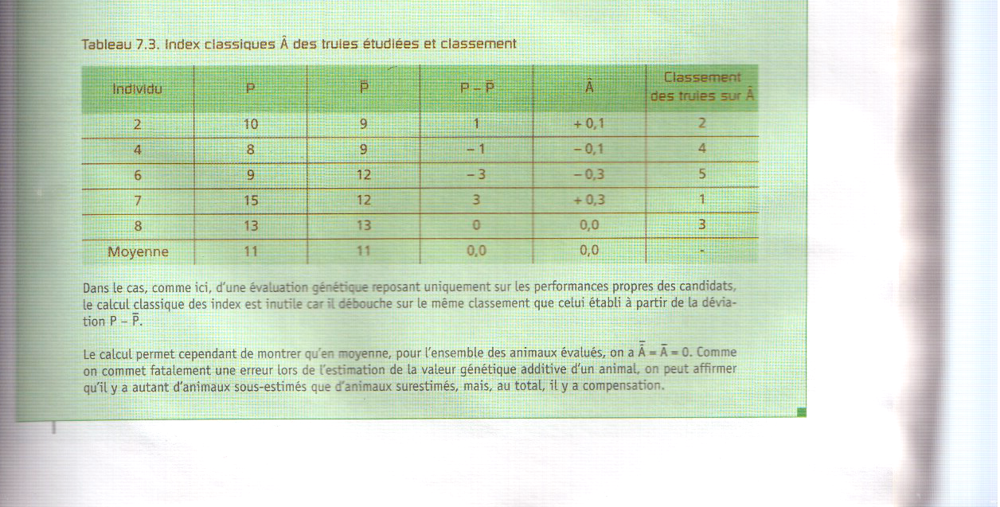 Tableau 7.3. Index classiques Â des truies étudiées et classement
Individu P P̄ P – P̄ Â Classement des truies sur Â
2 10 9 1 + 0,1 2
4 8 9 – 1 – 0,1 4
6 9 12 – 3 – 0,3 5
7 15 12 3 + 0,3 1
8 13 13 0 0,0 3
Moyenne 11 11 0,0 0,0 -
Dans le cas, comme ici, d'une évaluation génétique reposant uniquement sur les performances propres des candidats,
le calcul classique des index est inutile car il débouche sur le même classement que celui établi à partir de la dévia-
tion P – P̄.
Le calcul permet cependant de montrer qu'en moyenne, pour l'ensemble des animaux évalués, on a Â̄ = Ā = 0. Comme
on commet fatalement une erreur lors de l'estimation de la valeur génétique additive d'un animal, on peut affirmer
qu'il y a autant d'animaux sous-estimés que d'animaux surestimés, mais, au total, il y a compensation.